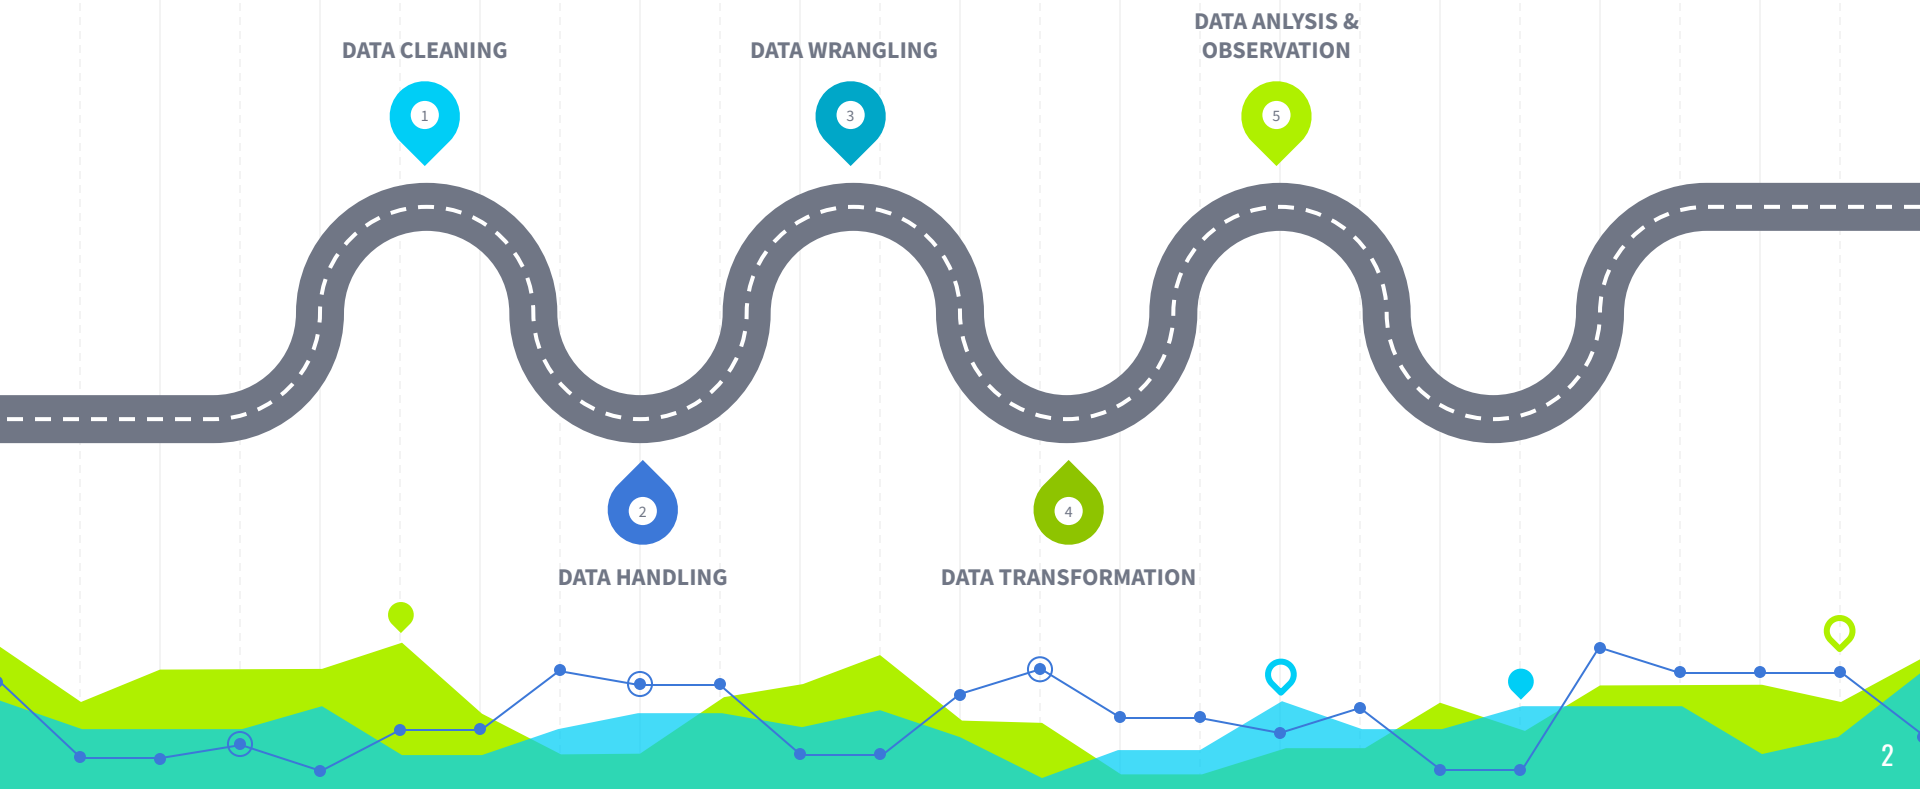 DATA CLEANING
1
DATA WRANGLING
3
DATA ANLYSIS &
OBSERVATION
5
2
DATA HANDLING
4
DATA TRANSFORMATION
2